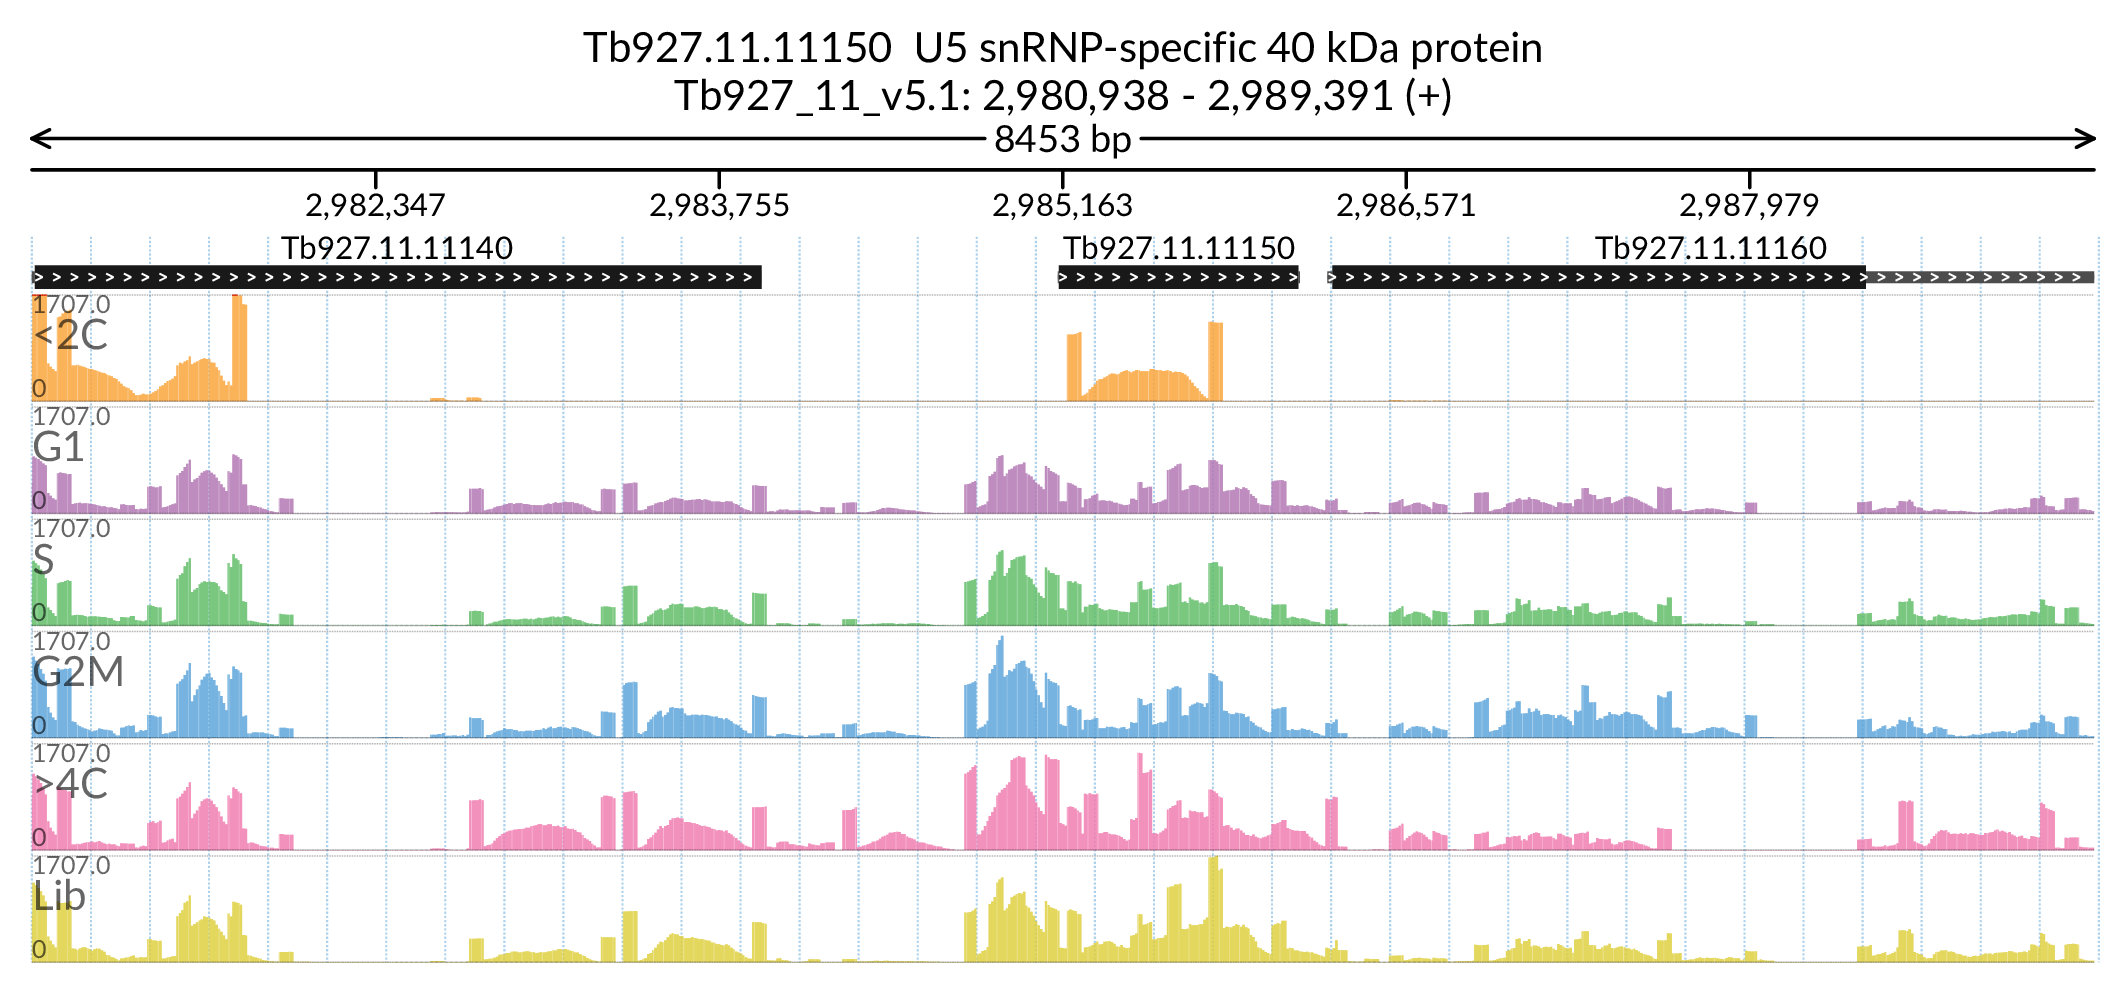 Tb927.11.11150  U5 snRNP-specific 40 kDa protein
Tb927_11_v5.1: 2,980,938 - 2,989,391 (+)
8453 bp
2,982,347 2,983,755 2,985,163 2,986,571 2,987,979
Tb927.11.11140 Tb927.11.11150 Tb927.11.11160
1707.0
<2C
0
1707.0
G1
0
1707.0
S
0
1707.0
G2M
0
1707.0
>4C
0
1707.0
Lib
0